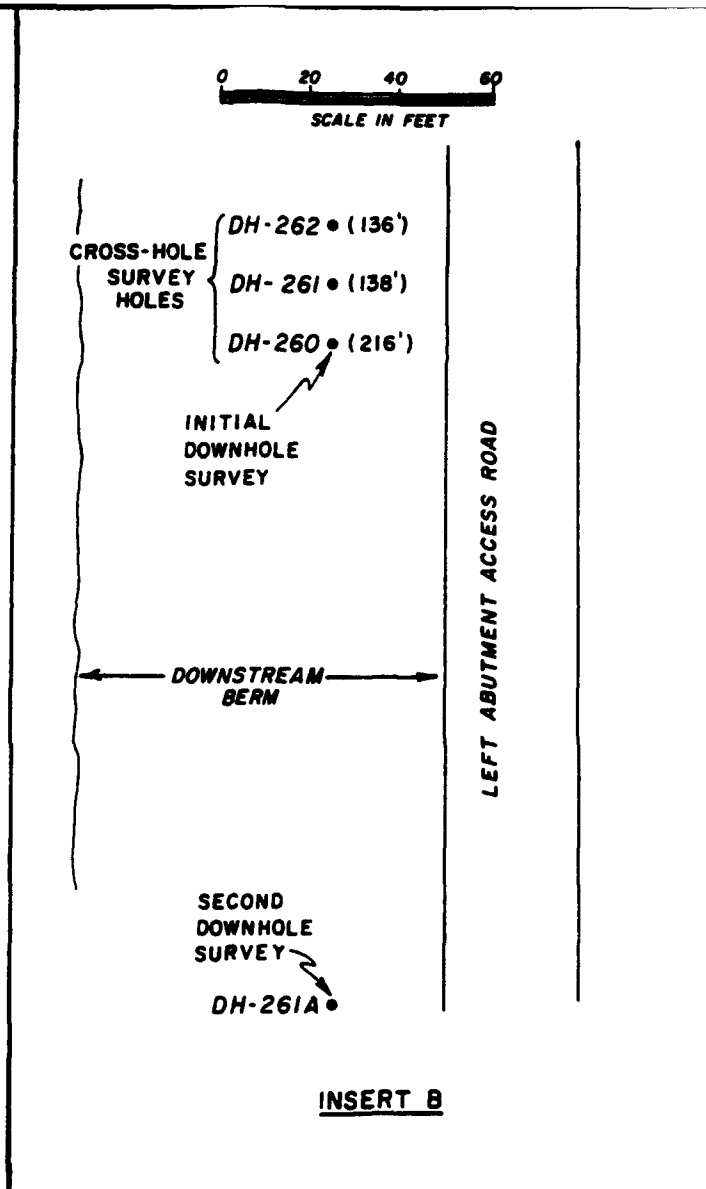 0 20 40 60
SCALE IN FEET
DH-262 (136')
CROSS-HOLE
SURVEY
HOLES
DH-261 (138')
DH-260 (216')
INITIAL
DOWNHOLE
SURVEY
LEFT ABUTMENT ACCESS ROAD
DOWNSTREAM
BERM
SECOND
DOWNHOLE
SURVEY
DH-261A
INSERT B